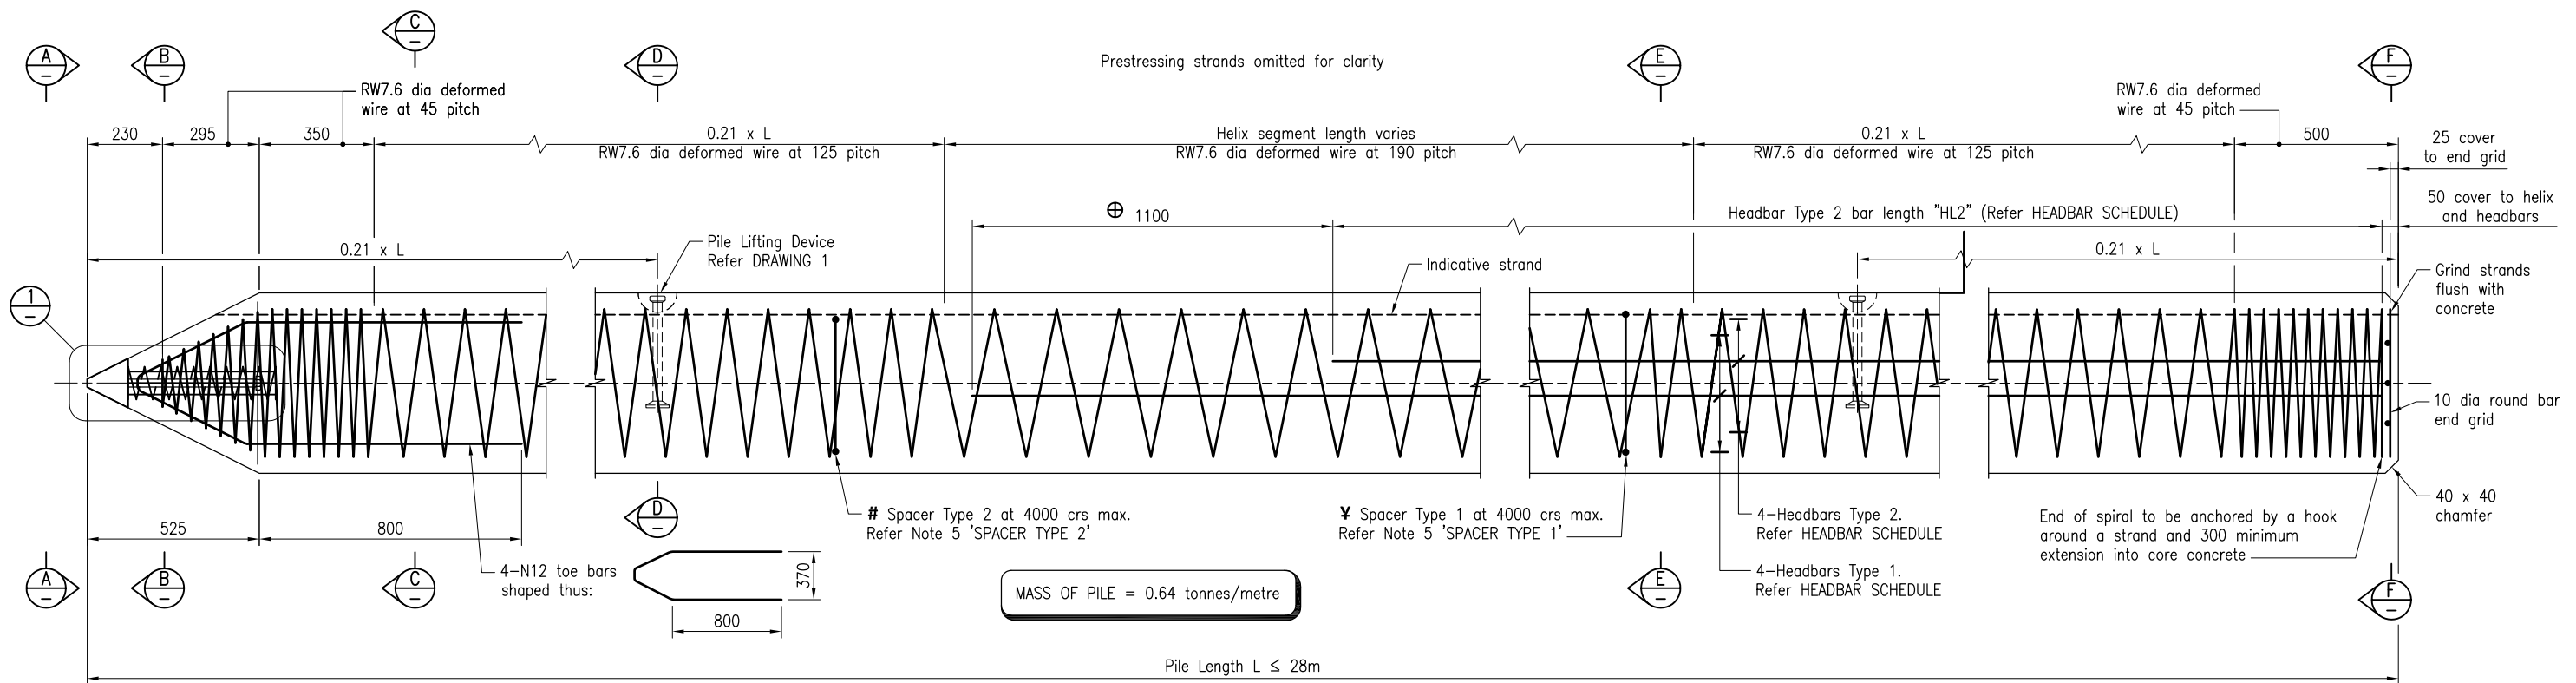 C
–
A
–
B
–
D
–
Prestressing strands omitted for clarity
E
–
F
–
RW7.6 dia deformed
wire at 45 pitch
RW7.6 dia deformed
wire at 45 pitch
230
295
350
0.21 x L
RW7.6 dia deformed wire at 125 pitch
Helix segment length varies
RW7.6 dia deformed wire at 190 pitch
0.21 x L
RW7.6 dia deformed wire at 125 pitch
500
25 cover
to end grid
50 cover to helix
and headbars
⊕ 1100
Headbar Type 2 bar length "HL2" (Refer HEADBAR SCHEDULE)
0.21 x L
Pile Lifting Device
Refer DRAWING 1
Indicative strand
0.21 x L
Grind strands
flush with
concrete
1
–
10 dia round bar
end grid
D
–
525
800
# Spacer Type 2 at 4000 crs max.
Refer Note 5 'SPACER TYPE 2'
¥ Spacer Type 1 at 4000 crs max.
Refer Note 5 'SPACER TYPE 1'
4-Headbars Type 2.
Refer HEADBAR SCHEDULE
End of spiral to be anchored by a hook
around a strand and 300 minimum
extension into core concrete
40 x 40
chamfer
A
–
B
–
C
–
4-N12 toe bars
shaped thus:
370
800
MASS OF PILE = 0.64 tonnes/metre
E
–
4-Headbars Type 1.
Refer HEADBAR SCHEDULE
F
–
Pile Length L ≤ 28m